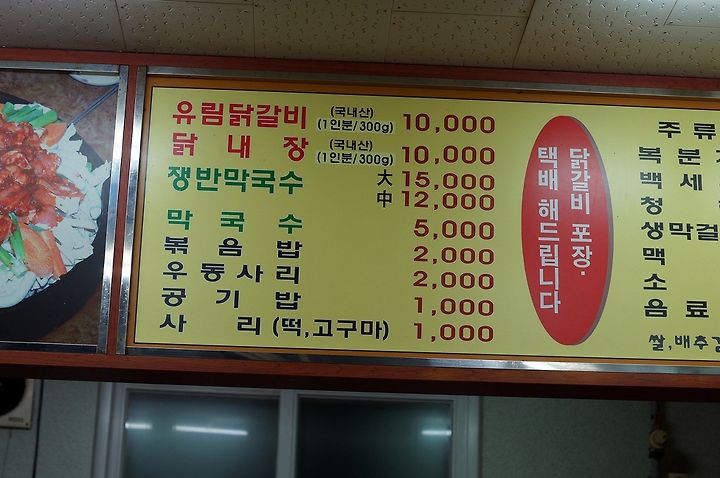 유림닭갈비 (국내산) (1인분/300g) 10,000
닭 내 장 (국내산) (1인분/300g) 10,000
쟁반막국수 大 15,000
中 12,000
막 국 수 5,000
볶 음 밥 2,000
우 동 사 리 2,000
공 기 밥 1,000
사 리 (떡,고구마) 1,000
닭갈비 포장·
택배 해드립니다
주 류
복 분
백 세
청
생 막 걸
맥
소
음 료
쌀,배추